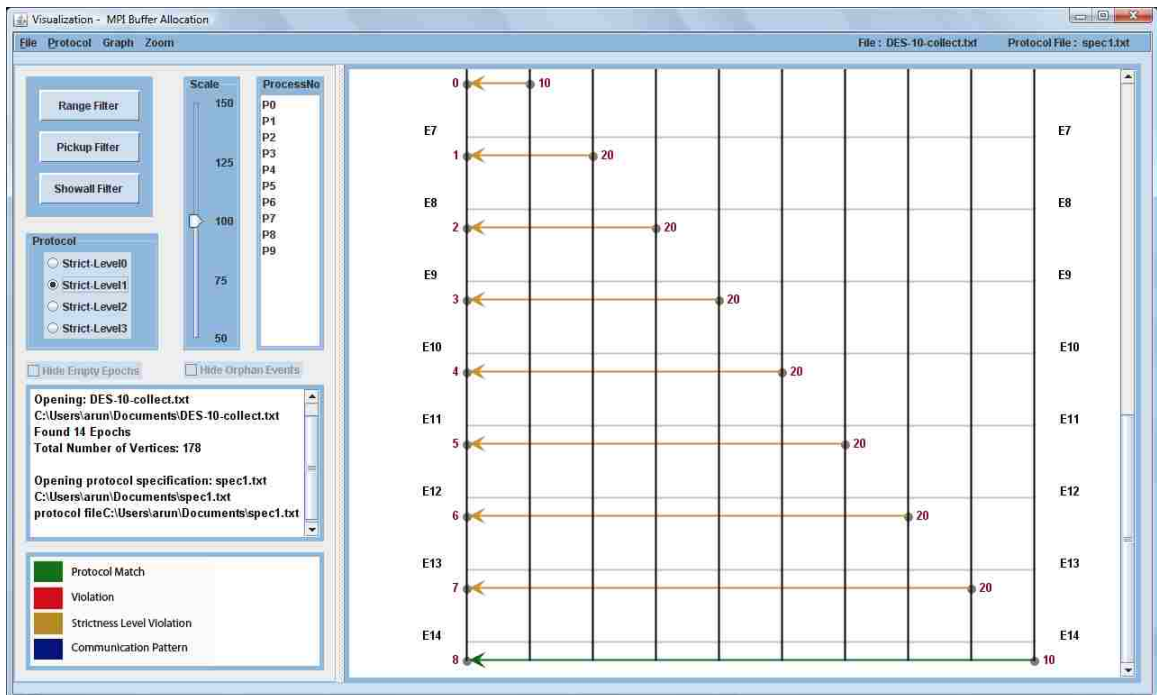 Visualization - MPI Buffer Allocation
File Protocol Graph Zoom File : DES-10-collect.txt Protocol File : spec1.txt
Range Filter
Pickup Filter
Showall Filter
Protocol
Strict-Level0
Strict-Level1
Strict-Level2
Strict-Level3
Scale
150
125
100
75
50
ProcessNo
P0
P1
P2
P3
P4
P5
P6
P7
P8
P9
Hide Empty Epochs Hide Orphan Events
Opening: DES-10-collect.txt
C:\Users\arun\Documents\DES-10-collect.txt
Found 14 Epochs
Total Number of Vertices: 178
Opening protocol specification: spec1.txt
C:\Users\arun\Documents\spec1.txt
protocol fileC:\Users\arun\Documents\spec1.txt
Protocol Match
Violation
Strictness Level Violation
Communication Pattern
0 10
E7 E7
1 20
E8 E8
2 20
E9 E9
3 20
E10 E10
4 20
E11 E11
5 20
E12 E12
6 20
E13 E13
7 20
E14 E14
8 10